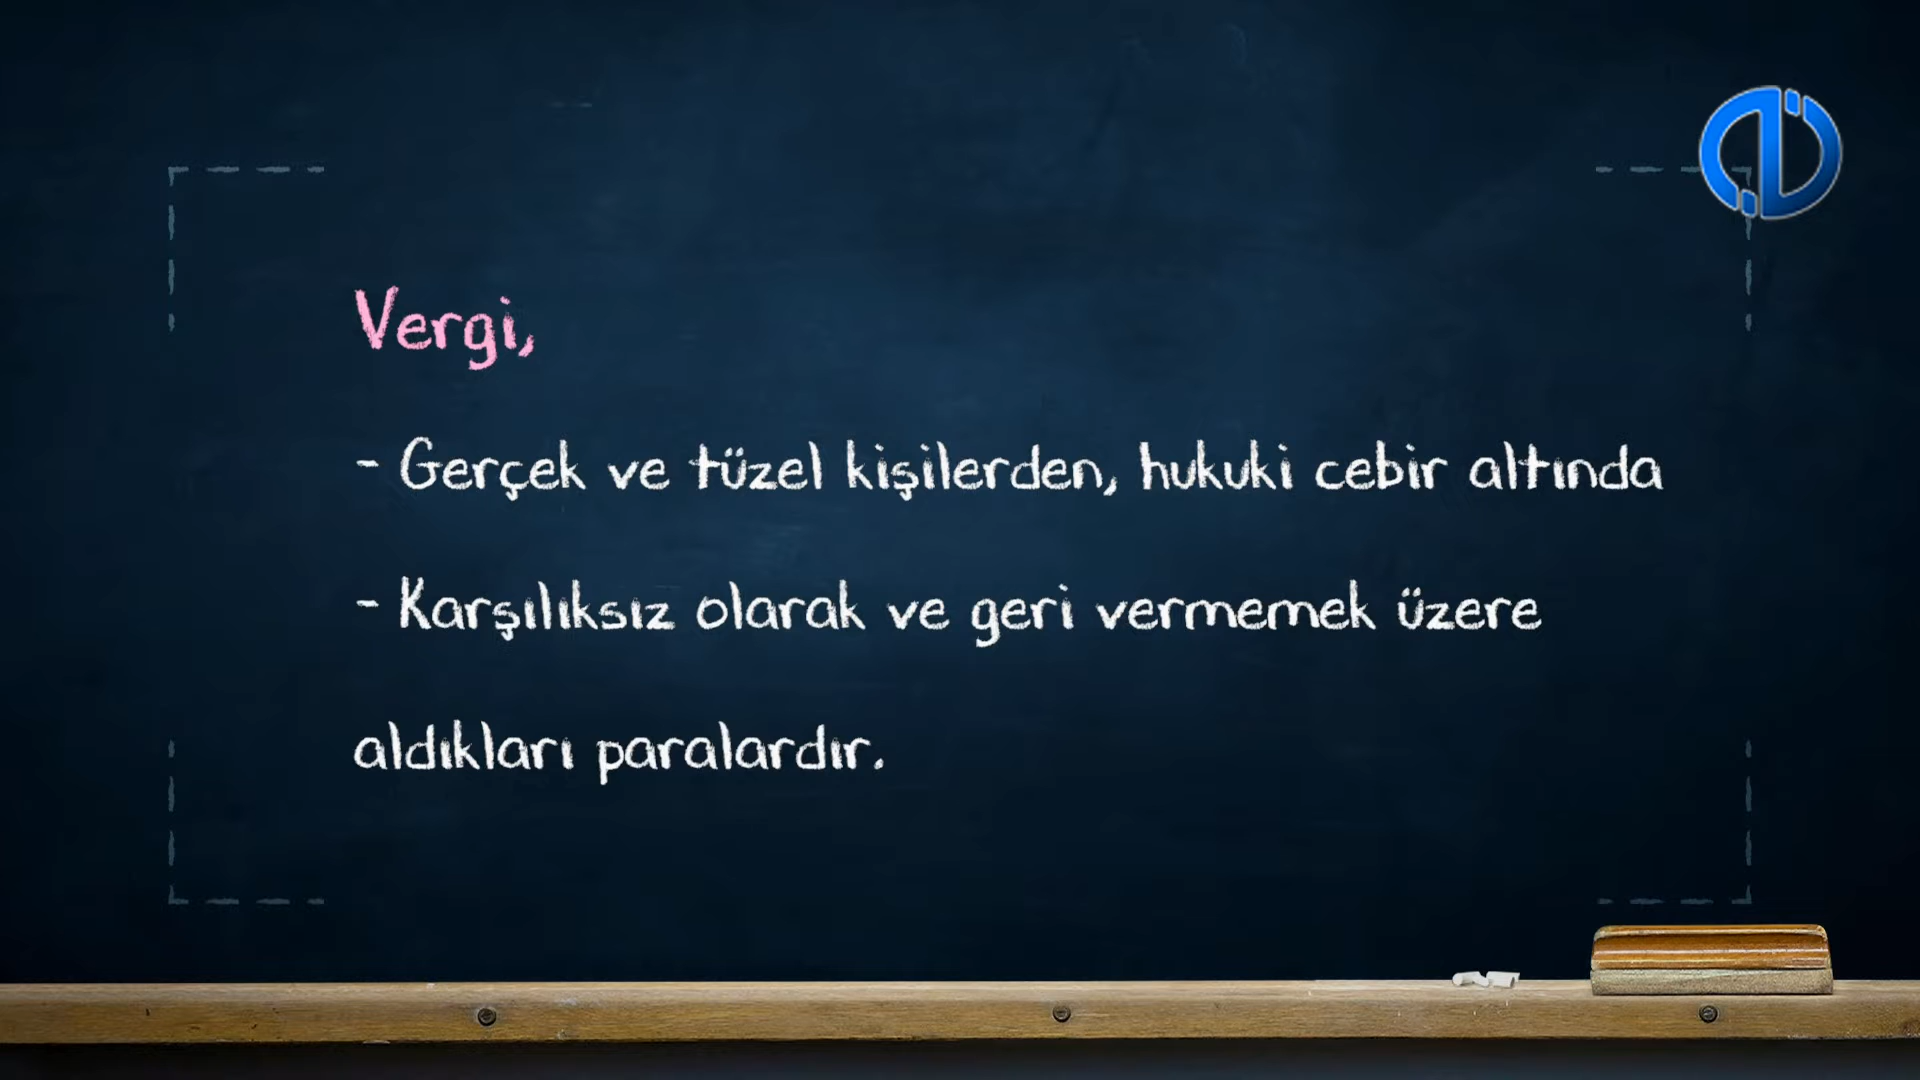 Vergi,
- Gerçek ve tüzel kişilerden, hukuki cebir altında
- Karşılıksız olarak ve geri vermemek üzere
aldıkları paralardır.